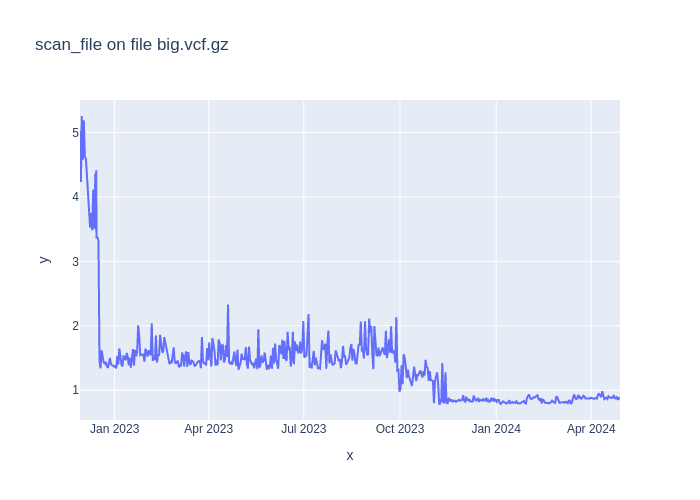 scan_file on file big.vcf.gz
5
4
3
2
1
y
Jan 2023
Apr 2023
Jul 2023
Oct 2023
Jan 2024
Apr 2024
x